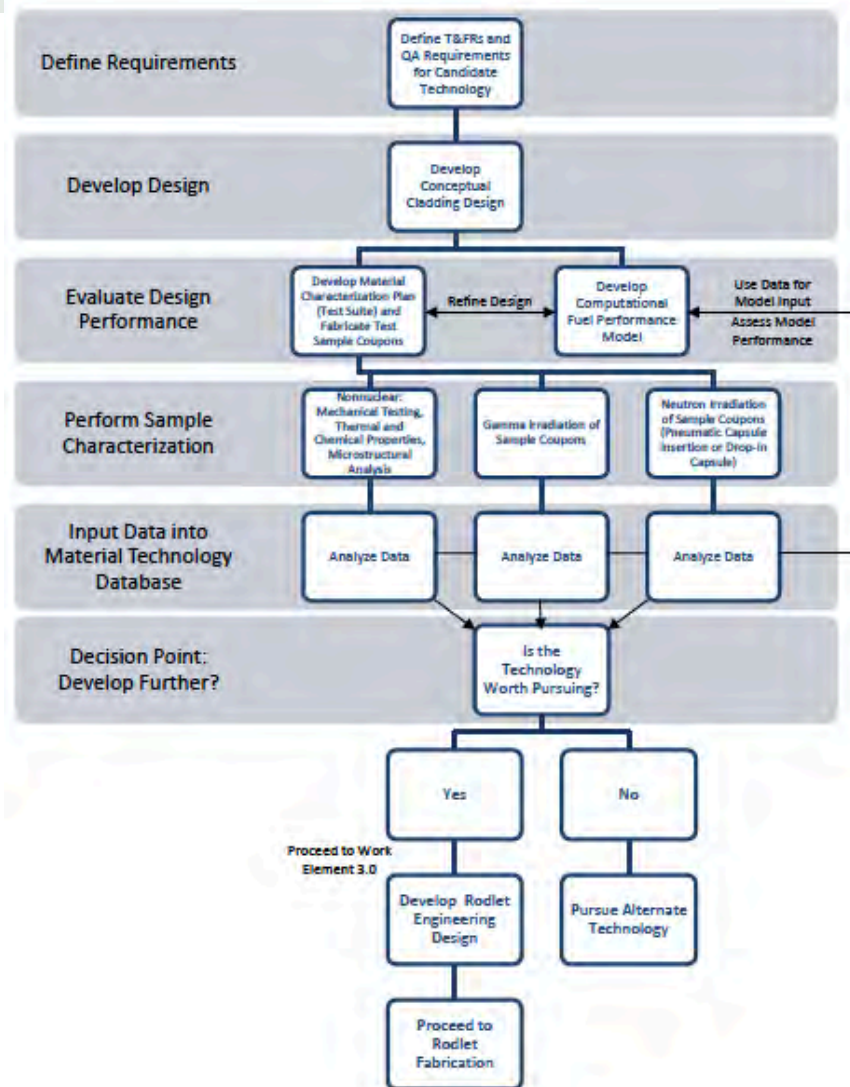 Define Requirements
Define T&FRs and
QA Requirements
for Candidate
Technology
Develop Design
Develop
Conceptual
Cladding Design
Evaluate Design
Performance
Develop Material
Characterization Plan
(Test Suite) and
Fabricate Test
Sample Coupons
Refine Design
Develop
Computational
Fuel Performance
Model
Use Data for
Model Input
Assess Model
Performance
Perform Sample
Characterization
Nonnuclear:
Mechanical Testing,
Thermal and
Chemical Properties,
Microstructural
Analysis
Gamma Irradiation of
Sample Coupons
Neutron Irradiation
of Sample Coupons
(Pneumatic Capsule
Insertion or Drop-In
Capsule)
Input Data into
Material Technology
Database
Analyze Data
Analyze Data
Analyze Data
Decision Point:
Develop Further?
Is the
Technology
Worth Pursuing?
Yes
No
Proceed to Work
Element 3.0
Develop Rodlet
Engineering
Design
Pursue Alternate
Technology
Proceed to
Rodlet
Fabrication